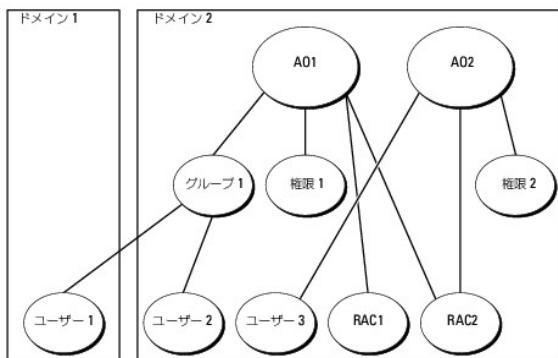 ドメイン 1
ドメイン 2
AO1
AO2
グループ 1
権限 1
権限 2
ユーザー 1
ユーザー 2
ユーザー 3
RAC1
RAC2